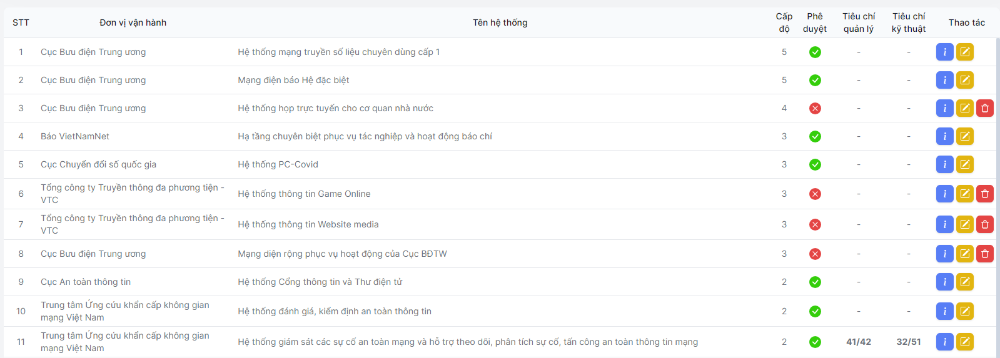 STT Đơn vị vận hành Tên hệ thống Cấp độ Phê duyệt Tiêu chí quản lý Tiêu chí kỹ thuật Thao tác
1 Cục Bưu điện Trung ương Hệ thống mạng truyền số liệu chuyên dùng cấp 1 5 - -
2 Cục Bưu điện Trung ương Mạng điện báo Hệ đặc biệt 5 - -
3 Cục Bưu điện Trung ương Hệ thống họp trực tuyến cho cơ quan nhà nước 4 - -
4 Báo VietNamNet Hạ tầng chuyên biệt phục vụ tác nghiệp và hoạt động báo chí 3 - -
5 Cục Chuyển đổi số quốc gia Hệ thống PC-Covid 3 - -
6 Tổng công ty Truyền thông đa phương tiện - VTC Hệ thống thông tin Game Online 3 - -
7 Tổng công ty Truyền thông đa phương tiện - VTC Hệ thống thông tin Website media 3 - -
8 Cục Bưu điện Trung ương Mạng diện rộng phục vụ hoạt động của Cục BĐTW 3 - -
9 Cục An toàn thông tin Hệ thống Cổng thông tin và Thư điện tử 2 - -
10 Trung tâm Ứng cứu khẩn cấp không gian mạng Việt Nam Hệ thống đánh giá, kiểm định an toàn thông tin 2 - -
11 Trung tâm Ứng cứu khẩn cấp không gian mạng Việt Nam Hệ thống giám sát các sự cố an toàn mạng và hỗ trợ theo dõi, phân tích sự cố, tấn công an toàn thông tin mạng 2 41/42 32/51